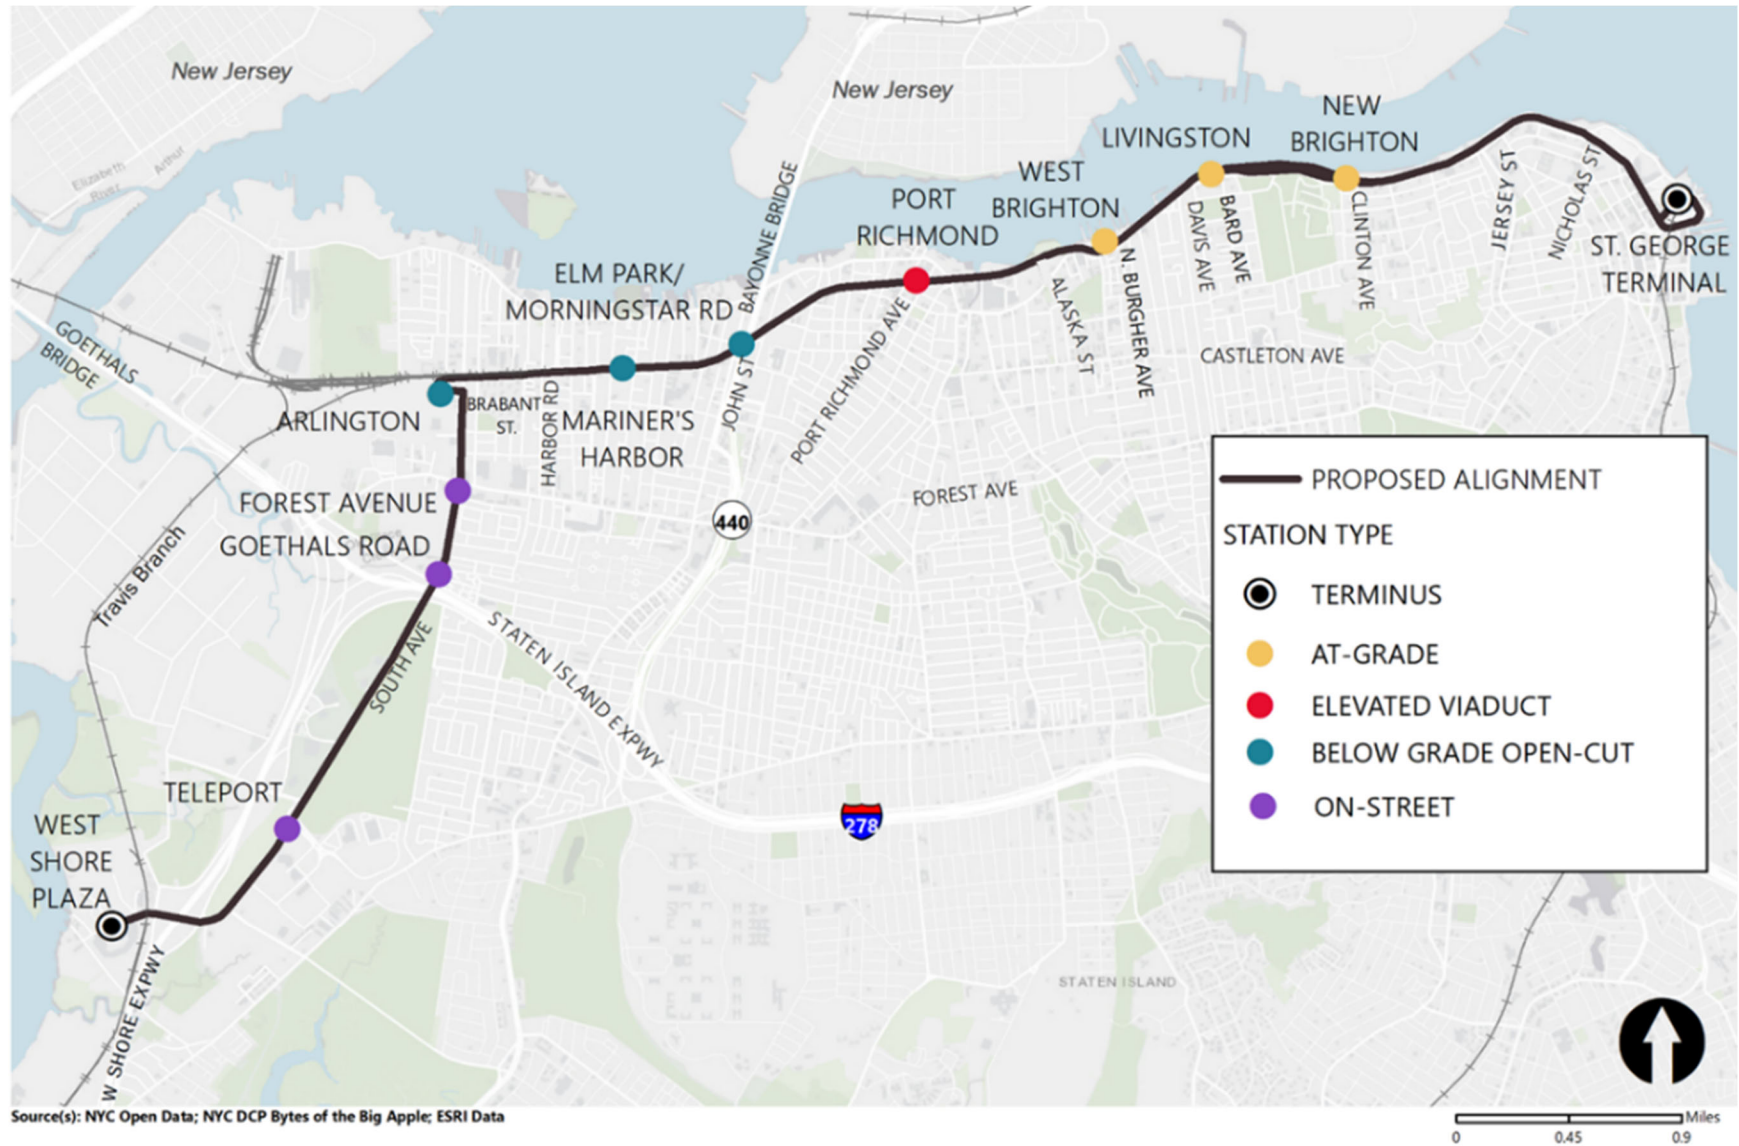 New Jersey
New Jersey
NEW
BRIGHTON
LIVINGSTON
WEST
BRIGHTON
PORT
RICHMOND
Elizabeth
River
Arthur
BAYONNE BRIDGE
JERSEY ST
NICHOLAS ST
ST. GEORGE
TERMINAL
DAVIS AVE
BARD AVE
CLINTON AVE
ELM PARK/
MORNINGSTAR RD
N. BURGHER AVE
ALASKA ST
CASTLETON AVE
GOETHALS
BRIDGE
PORT RICHMOND AVE
JOHN ST
ARLINGTON
BRABANT
ST.
HARBOR RD
MARINER'S
HARBOR
FOREST AVENUE
FOREST AVE
440
GOETHALS ROAD
Travis Branch
SOUTH AVE
STATEN ISLAND EXPWY
TELEPORT
WEST
SHORE
PLAZA
278
W SHORE EXPWY
STATEN ISLAND
PROPOSED ALIGNMENT
STATION TYPE
TERMINUS
AT-GRADE
ELEVATED VIADUCT
BELOW GRADE OPEN-CUT
ON-STREET
Source(s): NYC Open Data; NYC DCP Bytes of the Big Apple; ESRI Data
Miles
0 0.45 0.9